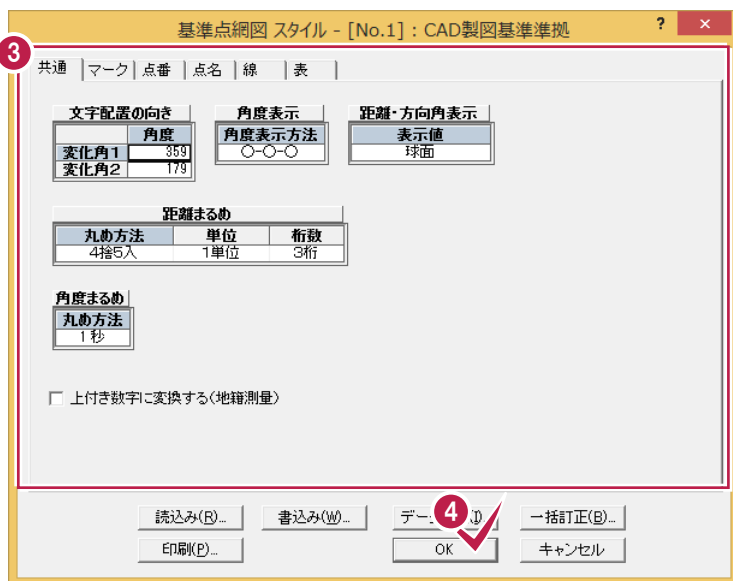 基準点網図 スタイル - [No.1] : CAD製図基準準拠 ? ×
3
共通 マーク 点番 点名 線 表
文字配置の向き 角度表示 距離・方向角表示
角度 角度表示方法 表示値
変化角1 359 ○-○-○ 球面
変化角2 179
距離まるめ
丸め方法 単位 桁数
4捨5入 1単位 3桁
角度まるめ
丸め方法
1秒
上付き数字に変換する(地籍測量)
4
読込み(R)... 書込み(W)... 一括訂正(B)...
印刷(P)... OK キャンセル